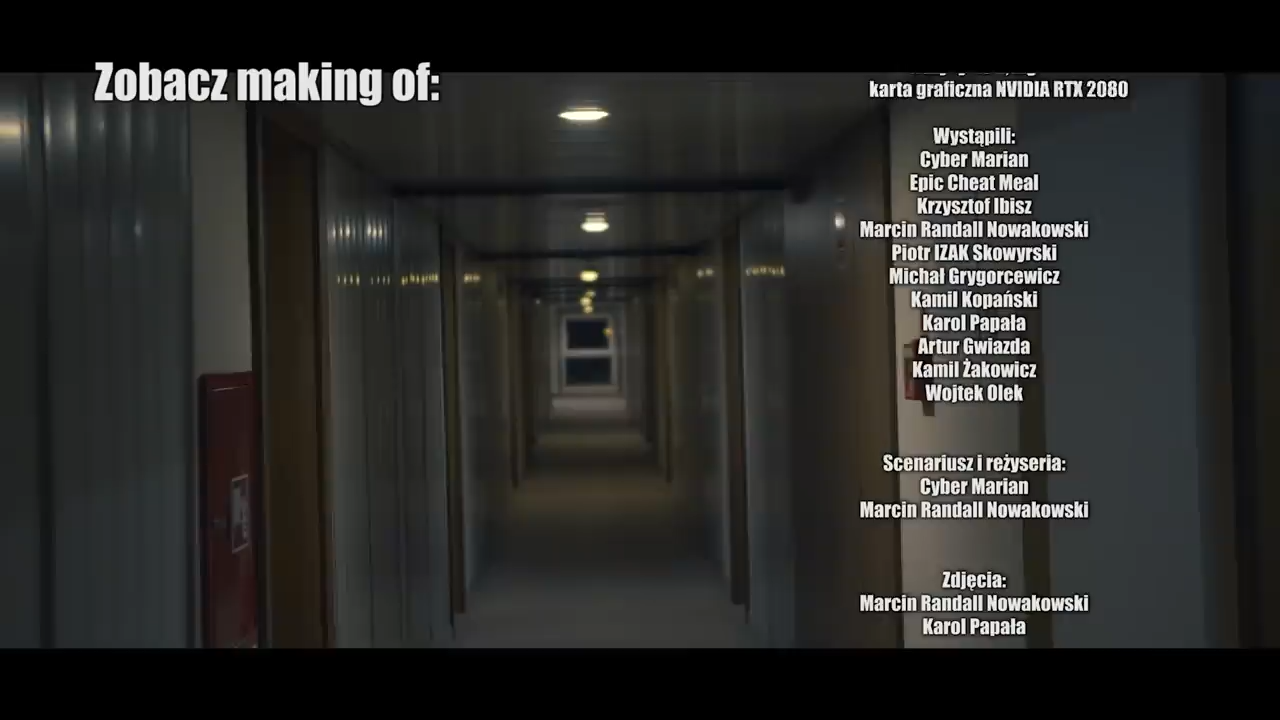 Zobacz making of:
karta graficzna NVIDIA RTX 2080
Wystąpili:
Cyber Marian
Epic Cheat Meal
Krzysztof Ibisz
Marcin Randall Nowakowski
Piotr IZAK Skowyrski
Michał Grygorcewicz
Kamil Kopański
Karol Papała
Artur Gwiazda
Kamil Żakowicz
Wojtek Olek
Scenariusz i reżyseria:
Cyber Marian
Marcin Randall Nowakowski
Zdjęcia:
Marcin Randall Nowakowski
Karol Papała